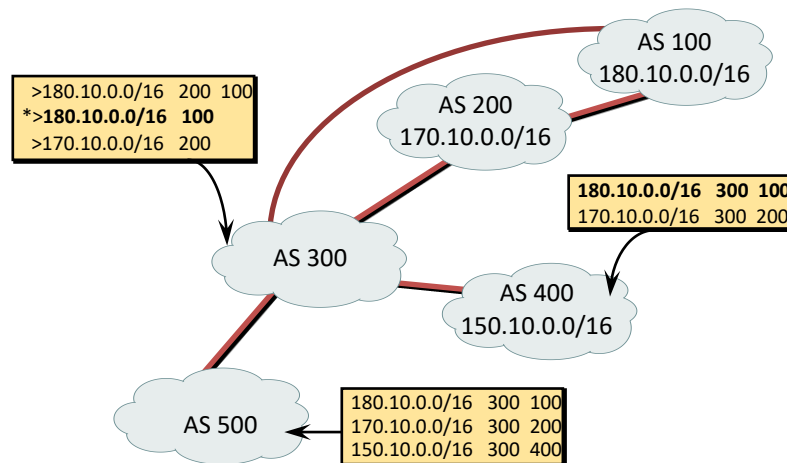 AS 100
180.10.0.0/16
>180.10.0.0/16 200 100
*>180.10.0.0/16 100
>170.10.0.0/16 200
AS 200
170.10.0.0/16
180.10.0.0/16 300 100
170.10.0.0/16 300 200
AS 300
AS 400
150.10.0.0/16
AS 500
180.10.0.0/16 300 100
170.10.0.0/16 300 200
150.10.0.0/16 300 400